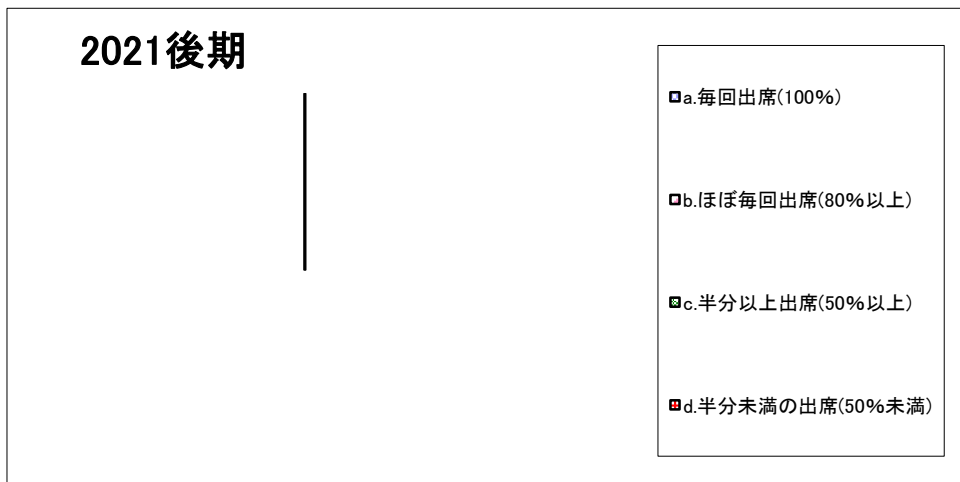 2021後期
a.毎回出席(100%)
b.ほぼ毎回出席(80%以上)
c.半分以上出席(50%以上)
d.半分未満の出席(50%未満)